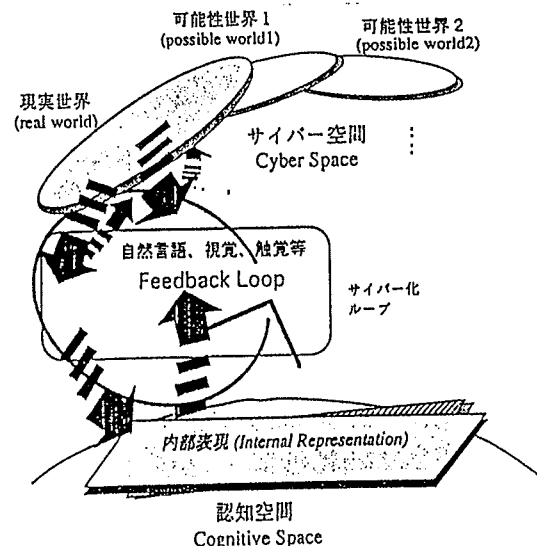 可能性世界1
(possible world1)
可能性世界2
(possible world2)
現実世界
(real world)
サイバー空間
Cyber Space
自然言語、視覚、触覚等
Feedback Loop
サイバー化
ループ
内部表現 (Internal Representation)
認知空間
Cognitive Space